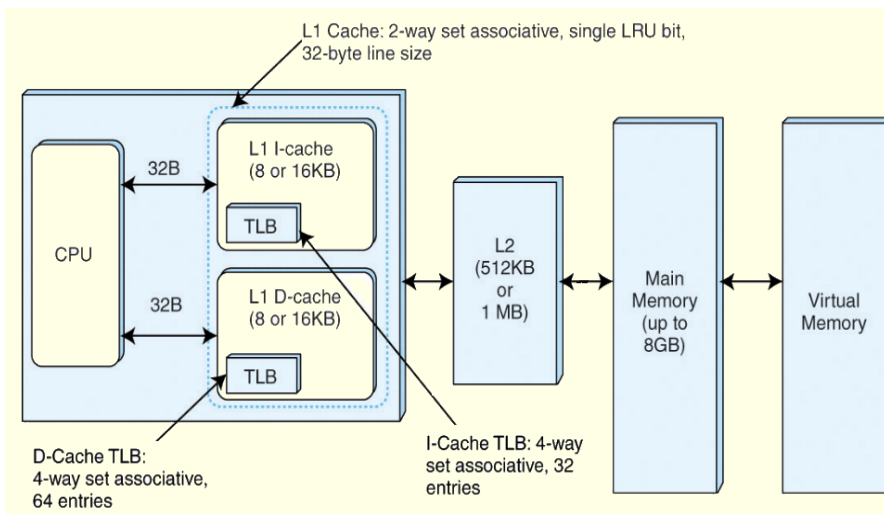 L1 Cache: 2-way set associative, single LRU bit,
32-byte line size
CPU
32B
L1 I-cache
(8 or 16KB)
TLB
32B
L1 D-cache
(8 or 16KB)
TLB
L2
(512KB
or
1 MB)
Main
Memory
(up to
8GB)
Virtual
Memory
D-Cache TLB:
4-way set associative,
64 entries
I-Cache TLB: 4-way
set associative, 32
entries